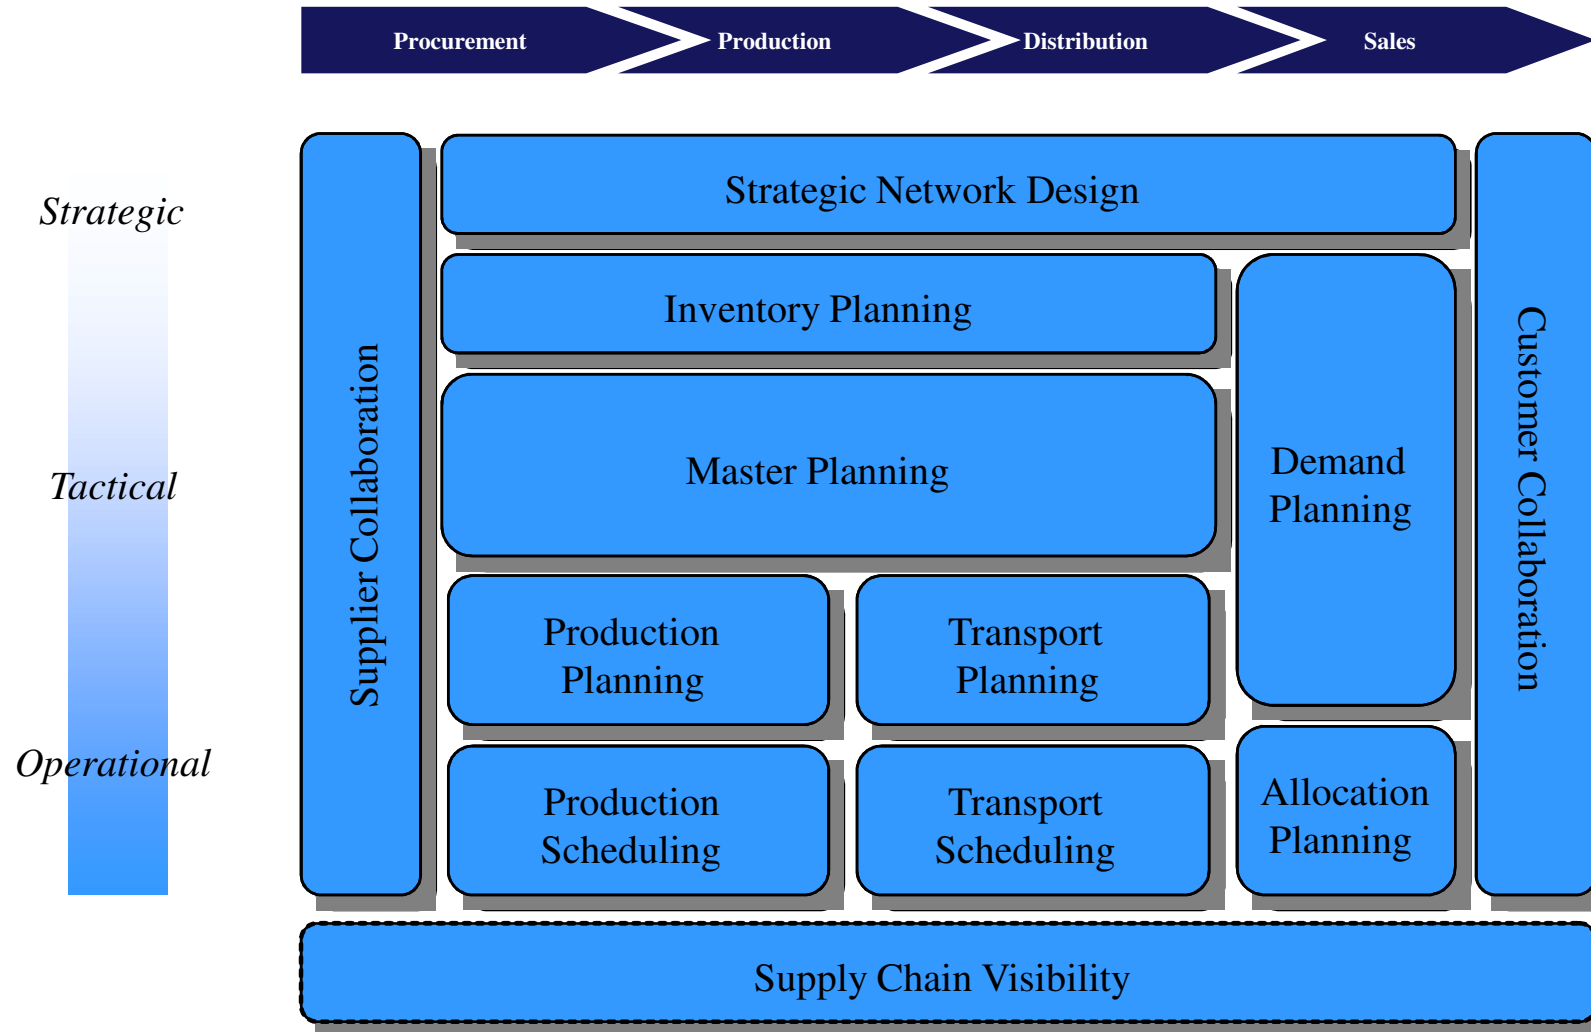 Procurement
Production
Distribution
Sales
Strategic
Tactical
Operational
Supplier Collaboration
Strategic Network Design
Inventory Planning
Master Planning
Demand
Planning
Production
Planning
Transport
Planning
Production
Scheduling
Transport
Scheduling
Allocation
Planning
Customer Collaboration
Supply Chain Visibility